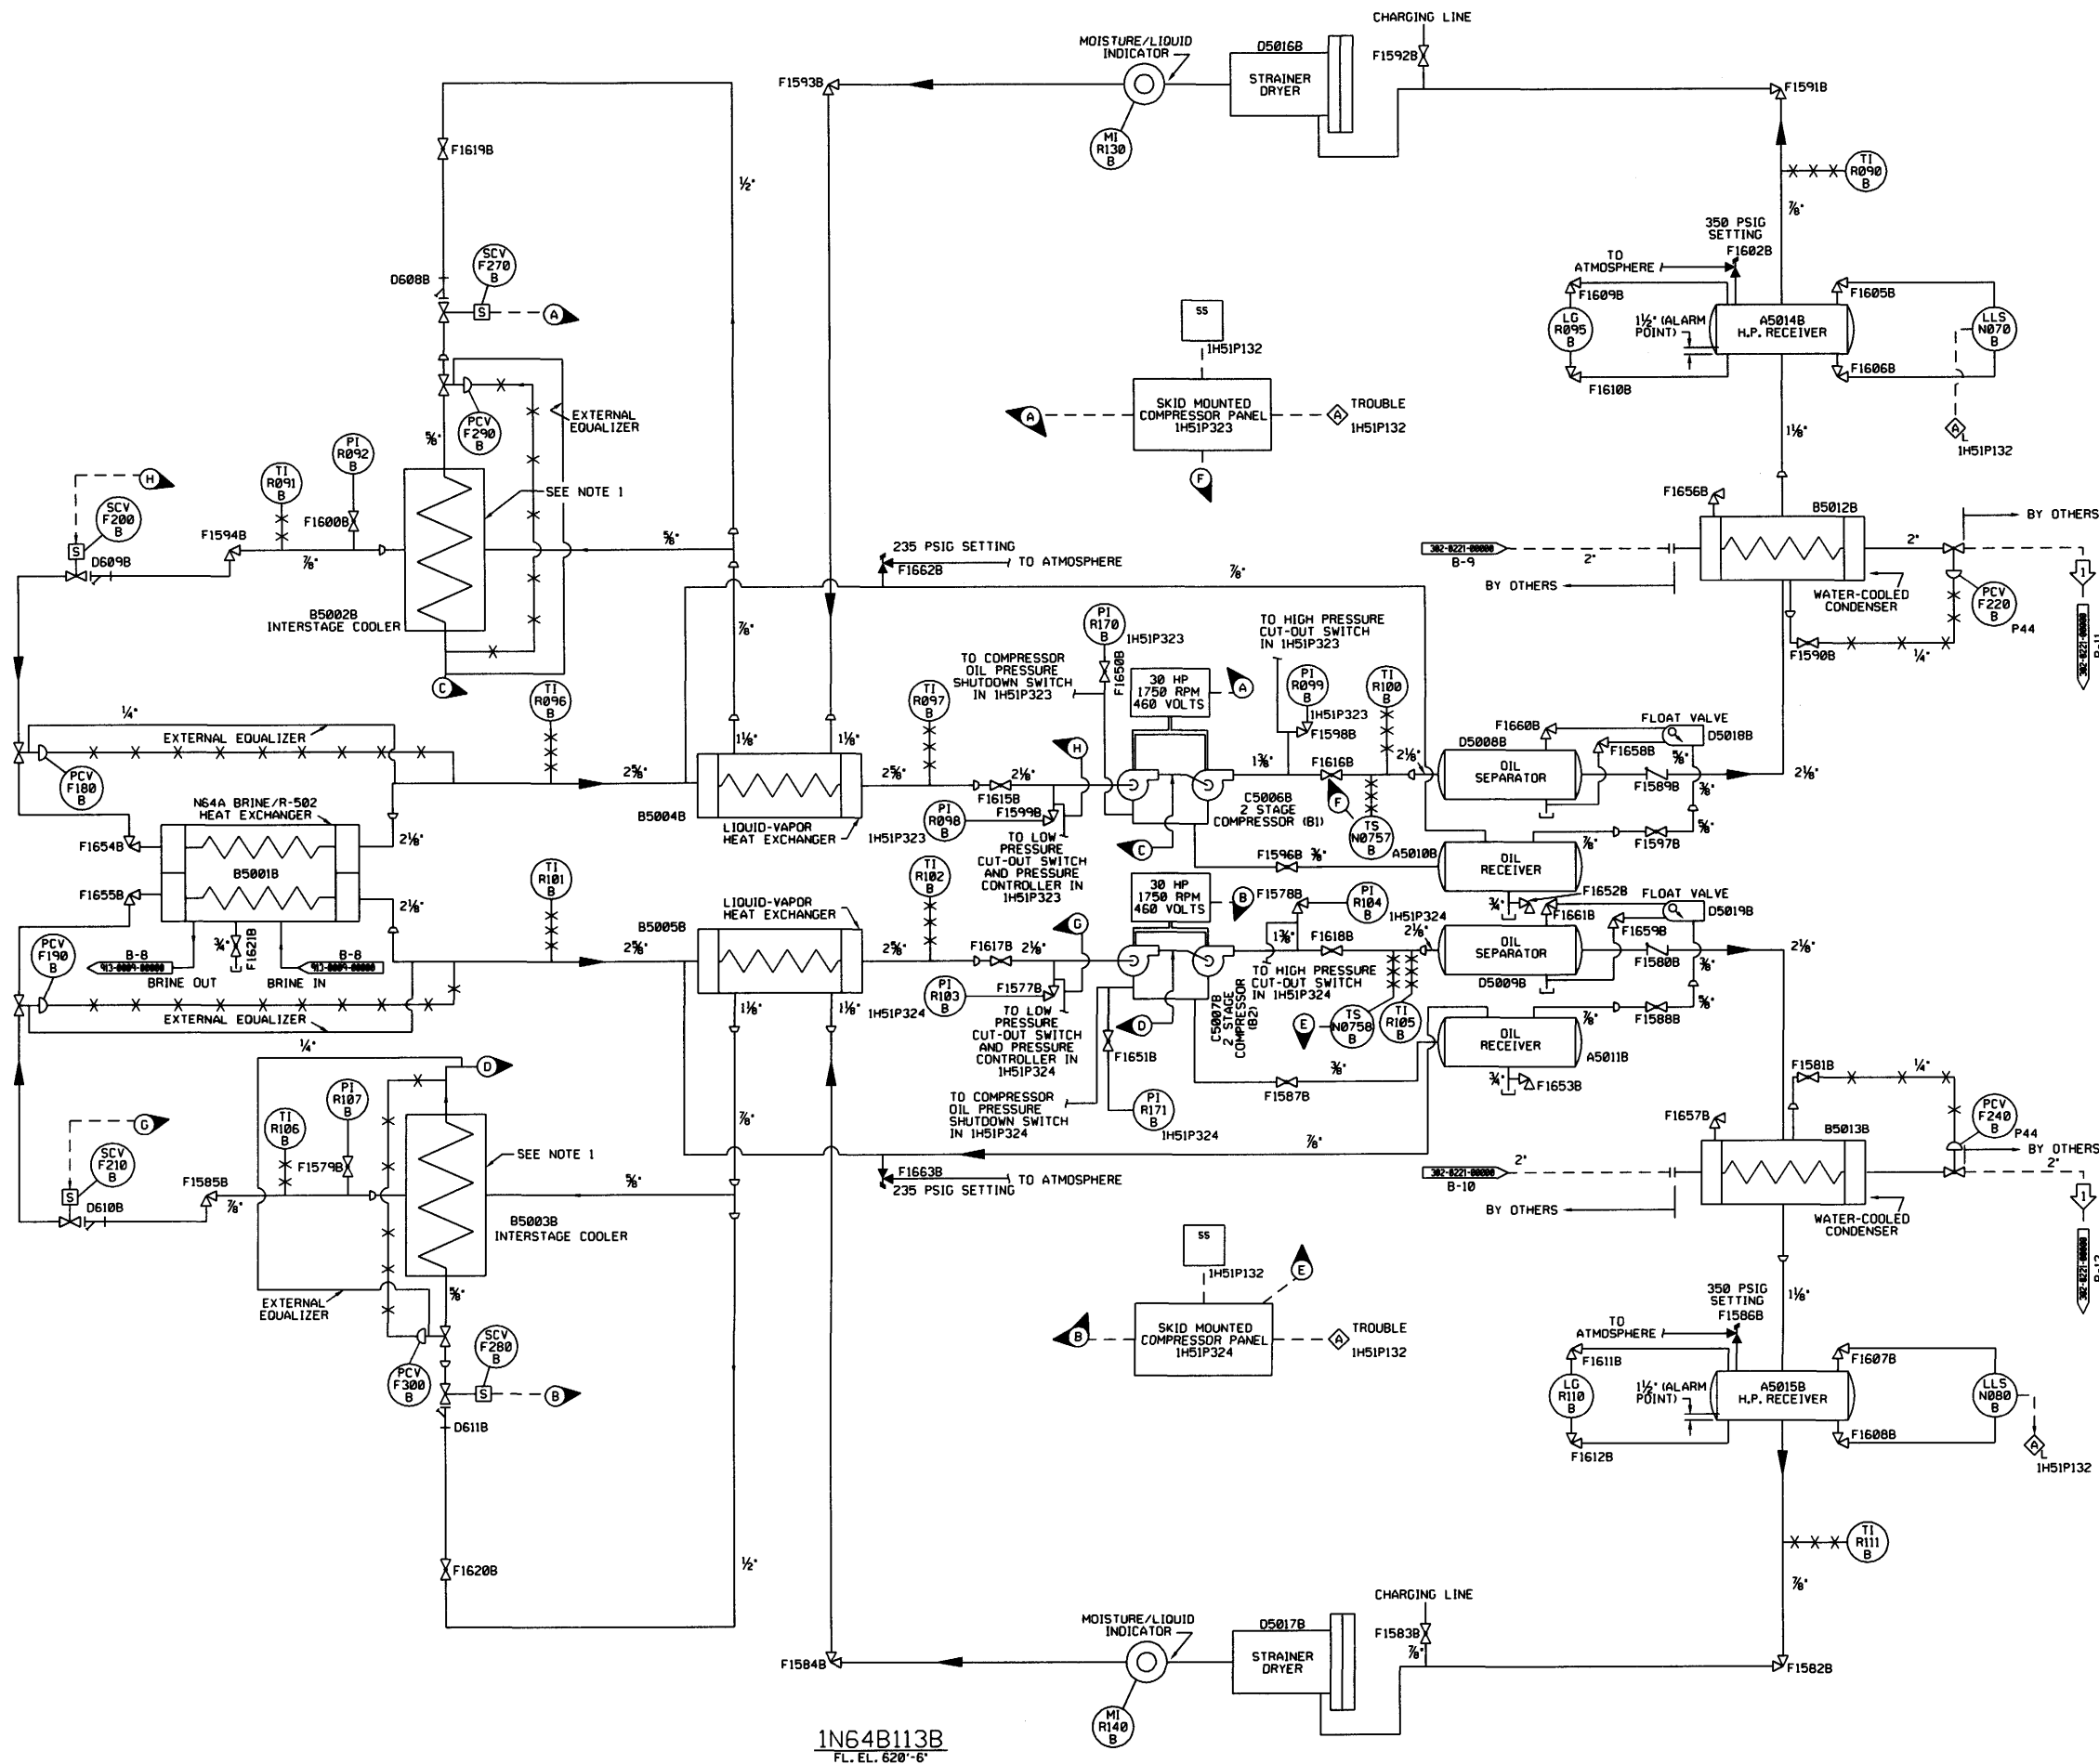 CHARGING LINE
MOISTURE/LIQUID
INDICATOR
D5016B
F1592B
F1593B
STRAINER
DRYER
F1591B
MI
R130
B
F1619B
½"
TI
R090
B
⅞"
350 PSIG
SETTING
F1602B
TO
ATMOSPHERE
SCV
F270
B
D608B
S
A
F1609B
F1605B
SS
1H51P132
LG
R095
B
1½" (ALARM
POINT)
A5014B
H.P. RECEIVER
LLS
N070
B
F1610B
F1606B
SKID MOUNTED
COMPRESSOR PANEL
1H51P323
A
A
TROUBLE
1H51P132
F
EXTERNAL
EQUALIZER
PCV
F290
B
⅝"
1⅛"
A
L
1H51P132
PI
R092
B
TI
R091
B
H
SCV
F200
B
S
D609B
F1594B
F1600B
⅞"
SEE NOTE 1
⅝"
B5002B
INTERSTAGE COOLER
C
F1656B
B5012B
BY OTHERS
302-0221-00000
B-9
2"
2"
BY OTHERS
WATER-COOLED
CONDENSER
PCV
F220
B
P44
1
302-0221-00000
B-11
F1590B
¼"
235 PSIG SETTING
F1662B
TO ATMOSPHERE
⅞"
⅞"
PI
R170
B
1H51P323
F1650B
TO COMPRESSOR
OIL PRESSURE
SHUTDOWN SWITCH
IN 1H51P323
TO HIGH PRESSURE
CUT-OUT SWITCH
IN 1H51P323
30 HP
1750 RPM
460 VOLTS
A
PI
R099
B
1H51P323
F1598B
TI
R100
B
¼"
EXTERNAL EQUALIZER
TI
R096
B
TI
R097
B
1⅛"
1⅛"
H
1⅜"
F1616B
2⅛"
D5008B
OIL
SEPARATOR
F1660B
FLOAT VALVE
D5018B
F1658B
⅝"
F1589B
2⅛"
PCV
F180
B
2⅝"
B5004B
LIQUID-VAPOR
HEAT EXCHANGER
2⅝"
F1615B
2⅛"
F1599B
PI
R098
B
1H51P323
TO LOW
PRESSURE
CUT-OUT SWITCH
AND PRESSURE
CONTROLLER IN
1H51P323
C
C5006B
2 STAGE
COMPRESSOR (B1)
F
TS
N0757
B
A5010B
⅜"
⅝"
F1597B
⅞"
OIL
RECEIVER
F1596B
⅜"
N64A BRINE/R-502
HEAT EXCHANGER
F1654B
B5001B
F1655B
2⅛"
2⅛"
¾"
F1621B
B-8
913-0009-00000
BRINE OUT
B-8
913-0009-00000
BRINE IN
PCV
F190
B
EXTERNAL EQUALIZER
¼"
TI
R101
B
2⅝"
B5005B
LIQUID-VAPOR
HEAT EXCHANGER
TI
R102
B
2⅝"
F1617B
2⅛"
G
F1577B
PI
R103
B
1H51P324
TO LOW
PRESSURE
CUT-OUT SWITCH
AND PRESSURE
CONTROLLER IN
1H51P324
1⅛"
1⅛"
30 HP
1750 RPM
460 VOLTS
B
F1578B
PI
R104
B
1H51P324
1⅜"
F1618B
2⅛"
TO HIGH PRESSURE
CUT-OUT SWITCH
IN 1H51P324
¾"
F1652B
F1661B
FLOAT VALVE
D5019B
F1659B
OIL
SEPARATOR
D5009B
F1580B
2⅛"
⅜"
⅝"
D
C5007B
2 STAGE
COMPRESSOR
(B2)
E
TS
N0758
B
TI
R105
B
⅞"
F1588B
OIL
RECEIVER
A5011B
¾"
F1653B
F1651B
⅜"
F1587B
TO COMPRESSOR
OIL PRESSURE
SHUTDOWN SWITCH
IN 1H51P324
PI
R171
B
1H51P324
⅞"
⅞"
F1581B
¼"
F1657B
B5013B
PCV
F240
B
P44
BY OTHERS
2"
302-0221-00000
B-10
2"
BY OTHERS
WATER-COOLED
CONDENSER
1
302-0221-00000
B-12
F1663B
TO ATMOSPHERE
235 PSIG SETTING
D
PI
R107
B
TI
R106
B
G
SCV
F210
B
S
D610B
F1585B
⅞"
F1579B
SEE NOTE 1
⅝"
B5003B
INTERSTAGE COOLER
⅝"
EXTERNAL
EQUALIZER
SCV
F280
B
PCV
F300
B
S
B
D611B
SS
1H51P132
E
SKID MOUNTED
COMPRESSOR PANEL
1H51P324
B
A
TROUBLE
1H51P132
1⅛"
350 PSIG
SETTING
F1586B
TO
ATMOSPHERE
F1611B
F1607B
LG
R110
B
1½" (ALARM
POINT)
A5015B
H.P. RECEIVER
LLS
N080
B
F1612B
F1608B
A
L
1H51P132
F1620B
½"
TI
R111
B
⅞"
CHARGING LINE
MOISTURE/LIQUID
INDICATOR
D5017B
F1583B
⅞"
F1584B
STRAINER
DRYER
F1582B
MI
R140
B
1N64B113B
FL. EL. 620'-6"